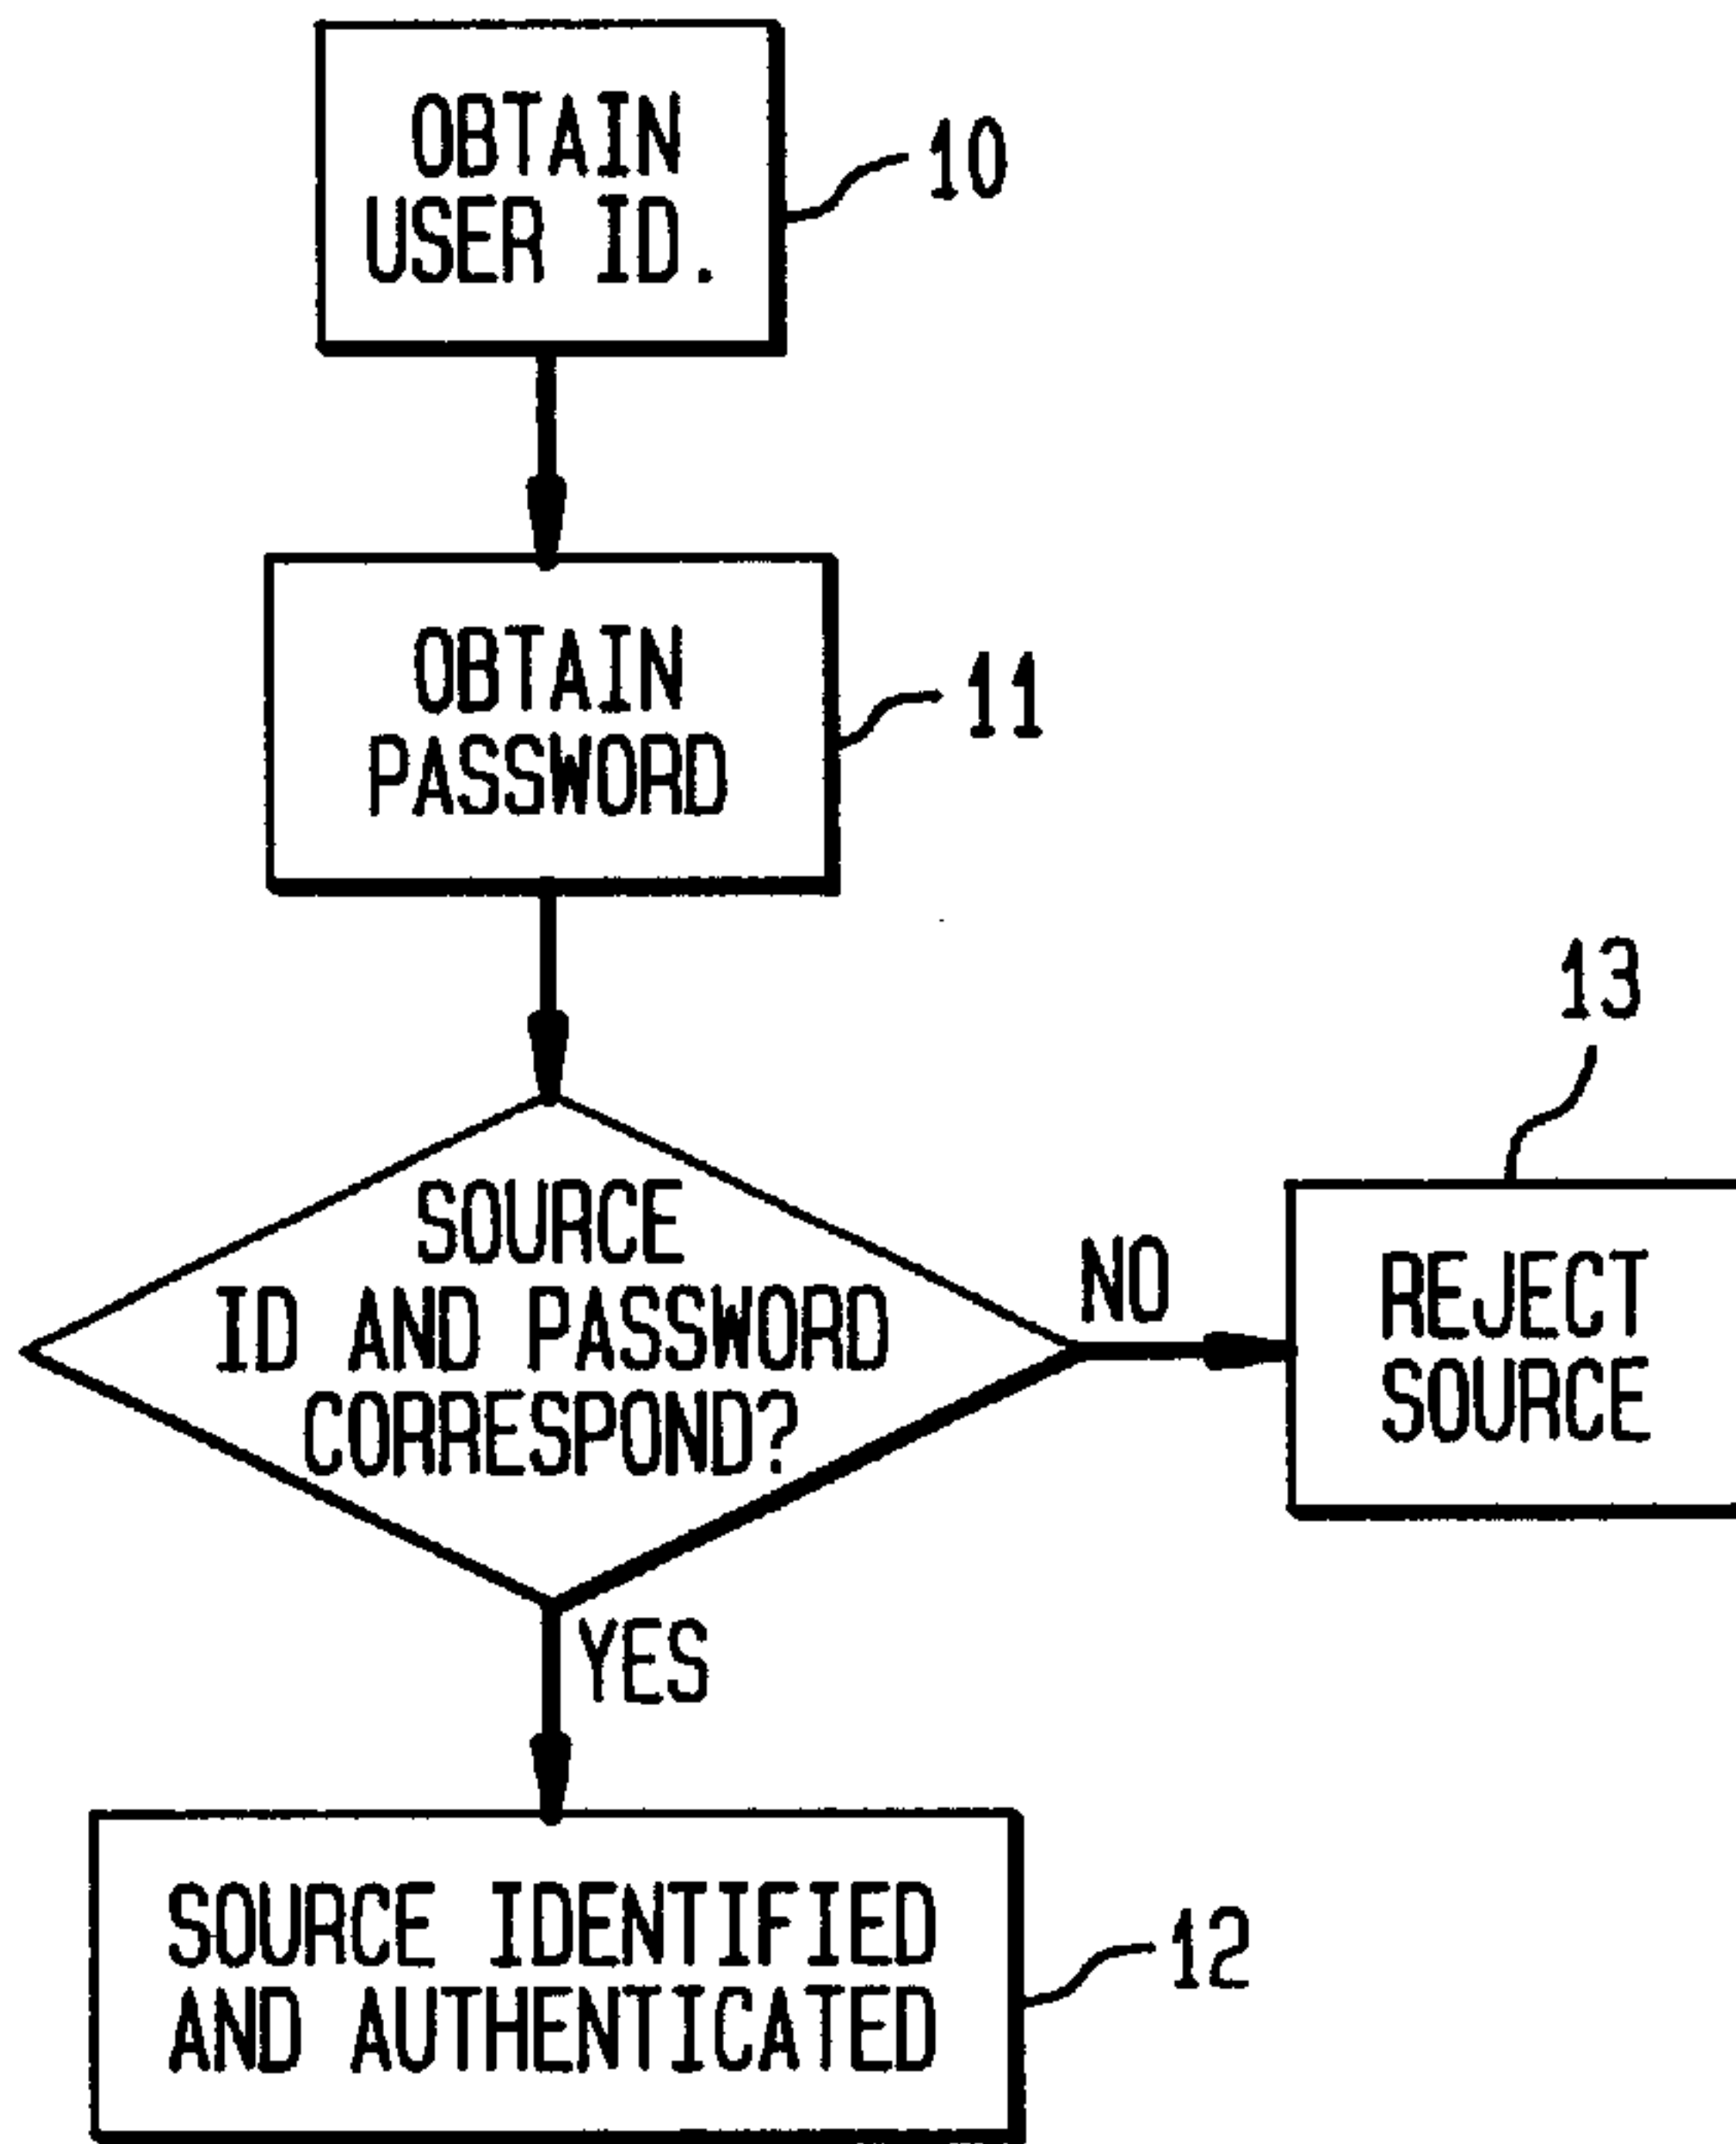 OBTAIN
USER ID.
10
OBTAIN
PASSWORD
11
SOURCE
ID AND PASSWORD
CORRESPOND?
NO
13
REJECT
SOURCE
YES
SOURCE IDENTIFIED
AND AUTHENTICATED
12